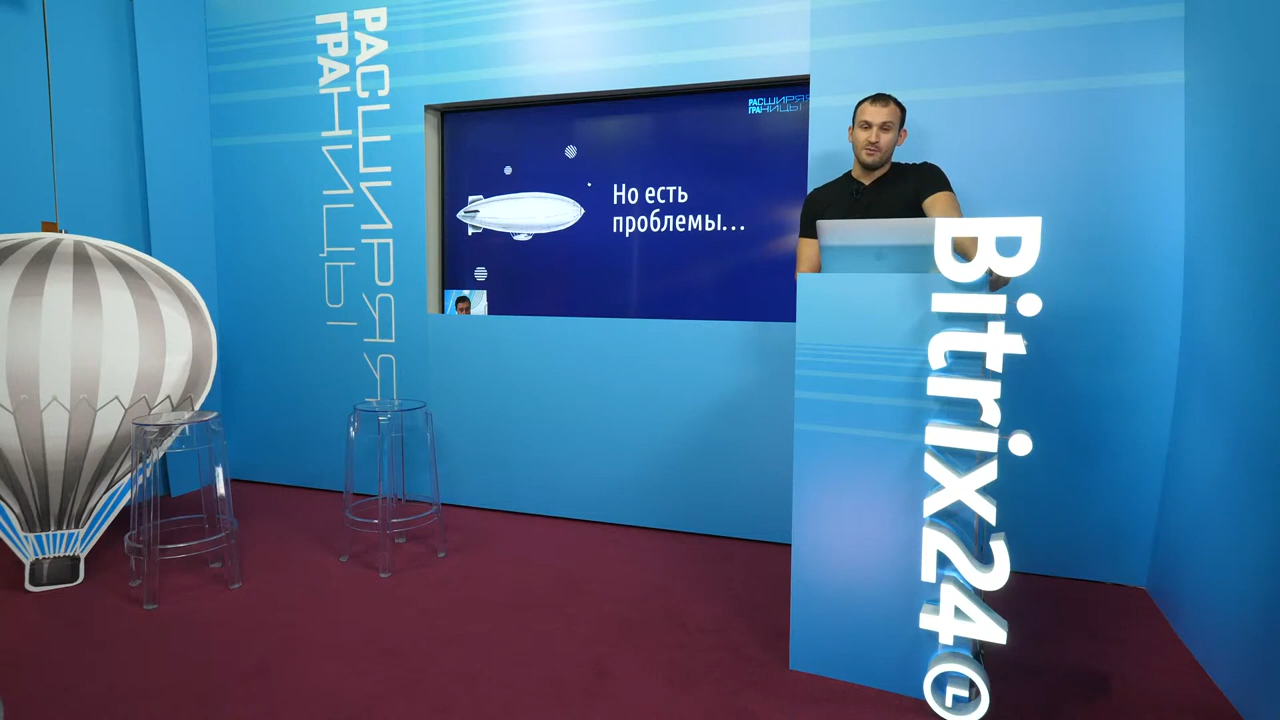 РАСШИРЯЯ
ГРАНИЦЫ
РАСШИРЯЯ
ГРАНИЦЫ
Но есть
проблемы...
Bitrix24